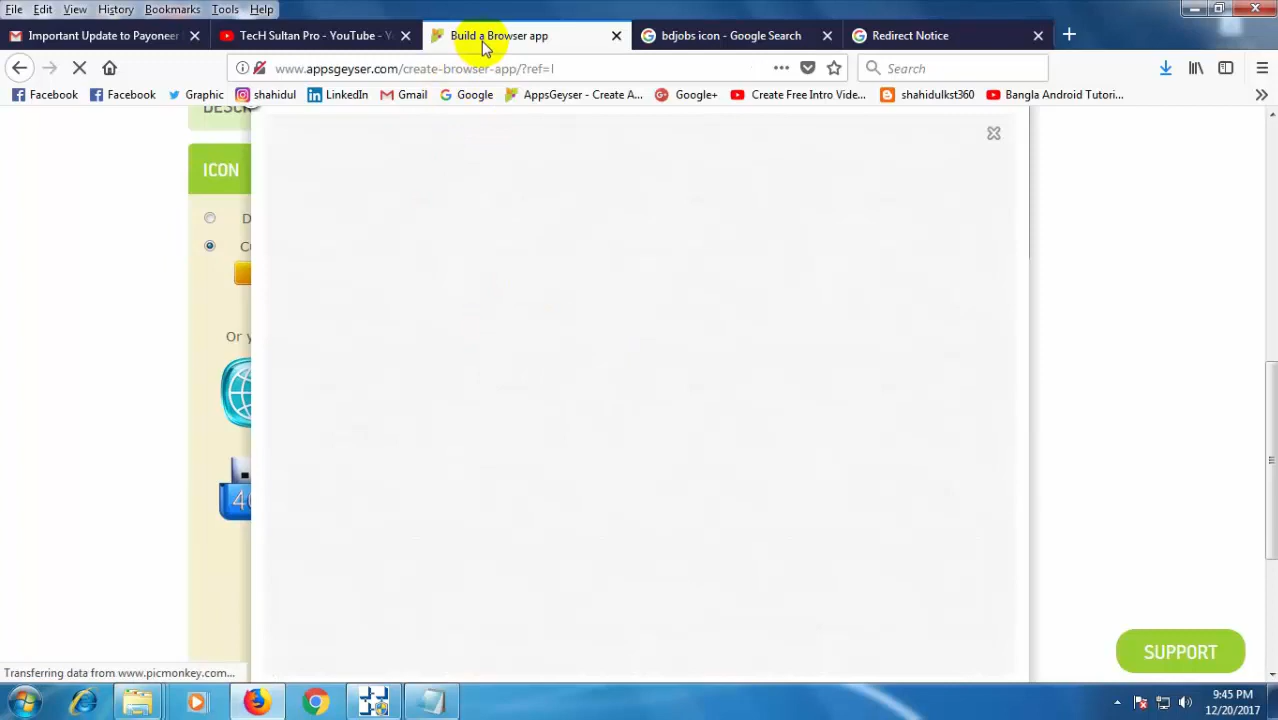 File Edit View History Bookmarks Tools Help
Important Update to Payoneer TecH Sultan Pro - YouTube - Y Build a Browser app bdjobs icon - Google Search Redirect Notice
www.appsgeyser.com/create-browser-app/?ref= Search
Facebook Facebook Graphic shahidul LinkedIn Gmail Google AppsGeyser - Create A... Google+ Create Free Intro Vide... shahidulkst360 Bangla Android Tutori...
DESCR
ICON
D
Cu
Or y
40
SUPPORT
Transferring data from www.picmonkey.com...
9:45 PM
12/20/2017